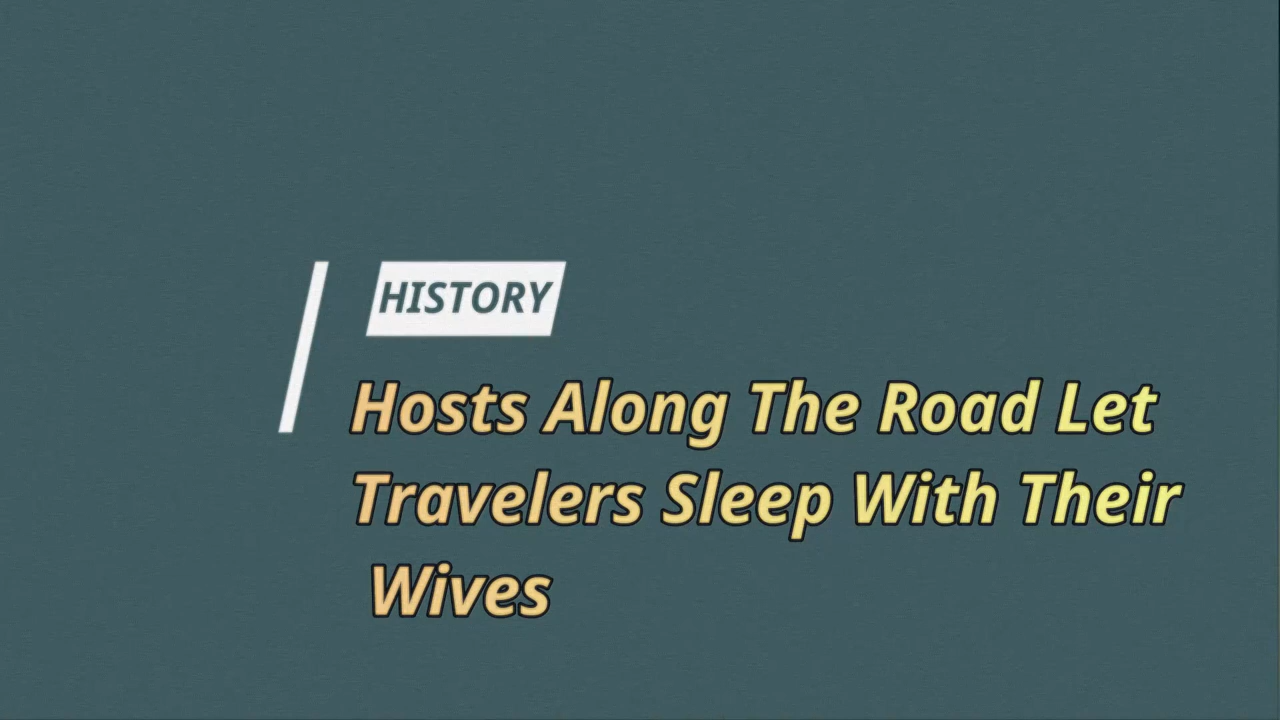 HISTORY
Hosts Along The Road Let
Travelers Sleep With Their
Wives